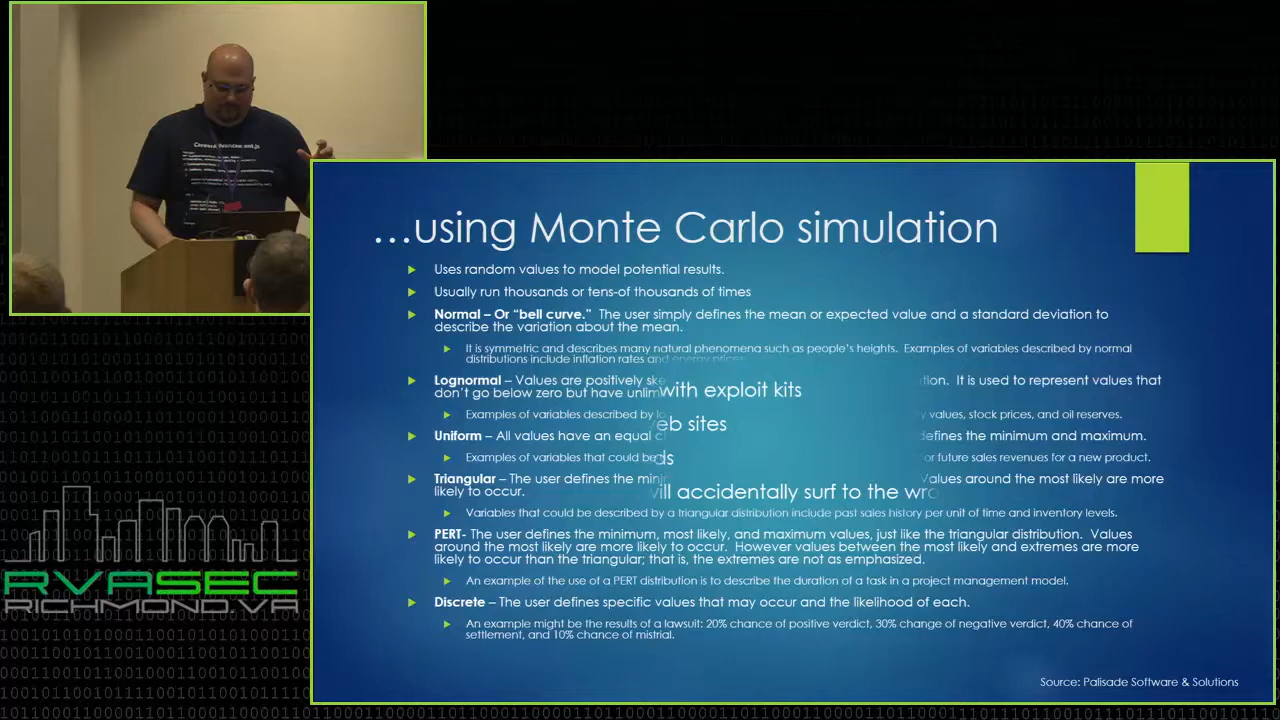 …using Monte Carlo simulation
Uses random values to model potential results.
Usually run thousands or tens-of thousands of times
Normal – Or “bell curve.” The user simply defines the mean or expected value and a standard deviation to
describe the variation about the mean.
It is symmetric and describes many natural phenomena such as people’s heights. Examples of variables described by normal
distributions include inflation rates and energy prices.
Lognormal – Values are positively ske tion. It is used to represent values that
don’t go below zero but have unlim
with exploit kits
Examples of variables described by y values, stock prices, and oil reserves.
eb sites
Uniform – All values have an equal c defines the minimum and maximum.
Examples of variables that could be or future sales revenues for a new product.
ds
Triangular – The user defines the mini Values around the most likely are more
likely to occur.
will accidentally surf to the wro
Variables that could be described by a triangular distribution include past sales history per unit of time and inventory levels.
PERT- The user defines the minimum, most likely, and maximum values, just like the triangular distribution. Values
around the most likely are more likely to occur. However values between the most likely and extremes are more
likely to occur than the triangular; that is, the extremes are not as emphasized.
An example of the use of a PERT distribution is to describe the duration of a task in a project management model.
Discrete – The user defines specific values that may occur and the likelihood of each.
An example might be the results of a lawsuit: 20% chance of positive verdict, 30% change of negative verdict, 40% chance of
settlement, and 10% chance of mistrial.
Source: Palisade Software & Solutions
RVASEC
RICHMOND.VA